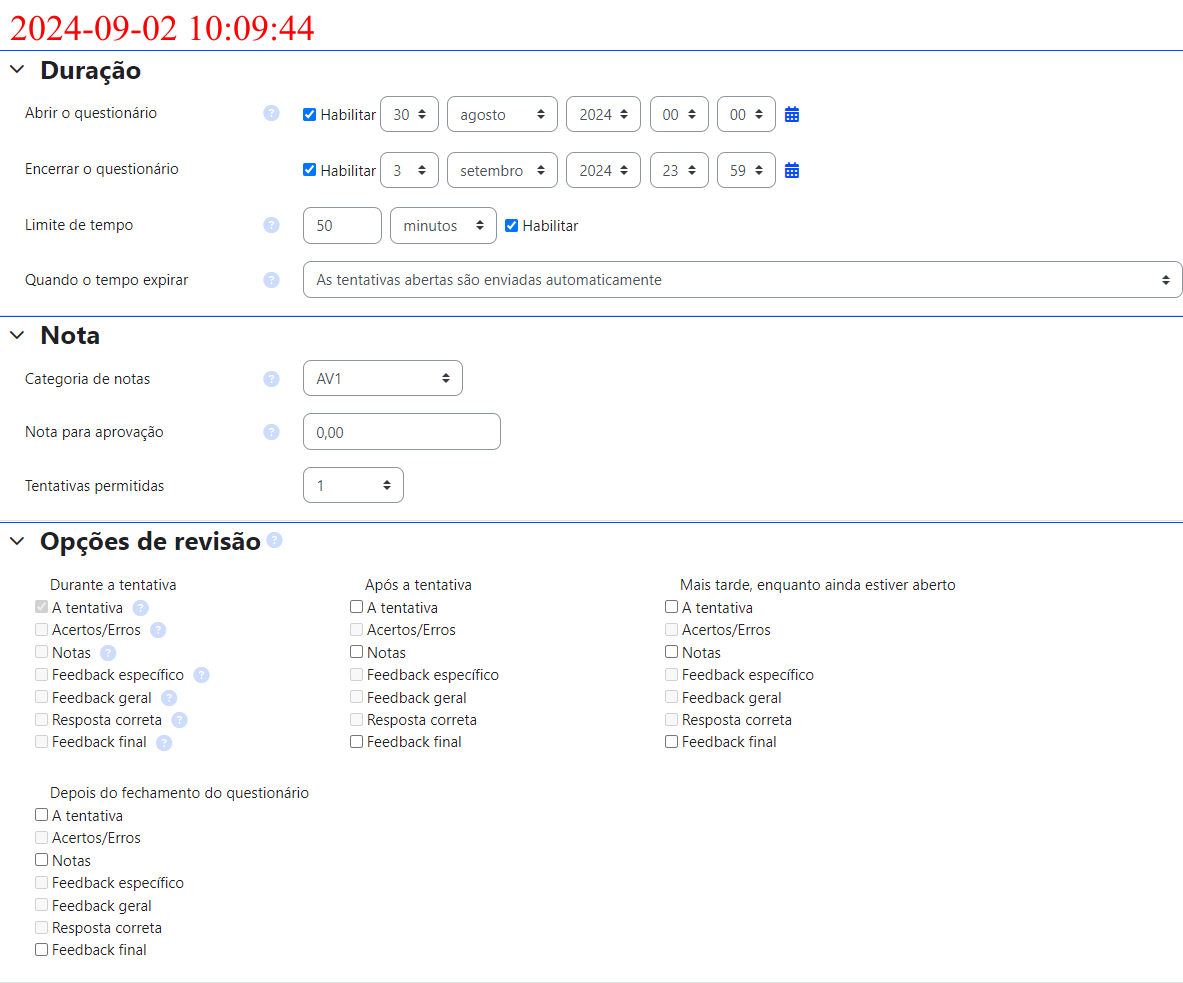 2024-09-02 10:09:44
Duração
Abrir o questionário ? Habilitar 30 agosto 2024 00 00
Encerrar o questionário Habilitar 3 setembro 2024 23 59
Limite de tempo ? 50 minutos Habilitar
Quando o tempo expirar ? As tentativas abertas são enviadas automaticamente
Nota
Categoria de notas ? AV1
Nota para aprovação ? 0,00
Tentativas permitidas 1
Opções de revisão ?
Durante a tentativa
A tentativa ?
Acertos/Erros ?
Notas ?
Feedback específico ?
Feedback geral ?
Resposta correta ?
Feedback final ?
Após a tentativa
A tentativa
Acertos/Erros
Notas
Feedback específico
Feedback geral
Resposta correta
Feedback final
Mais tarde, enquanto ainda estiver aberto
A tentativa
Acertos/Erros
Notas
Feedback específico
Feedback geral
Resposta correta
Feedback final
Depois do fechamento do questionário
A tentativa
Acertos/Erros
Notas
Feedback específico
Feedback geral
Resposta correta
Feedback final